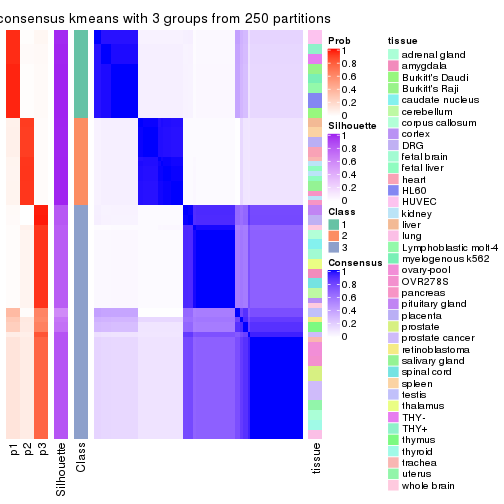 consensus kmeans with 3 groups from 250 partitions
Prob
1
0.8
0.6
0.4
0.2
0
Silhouette
1
0.8
0.6
0.4
0.2
0
Class
1
2
3
Consensus
1
0.8
0.6
0.4
0.2
0
tissue
adrenal gland
amygdala
Burkitt's Daudi
Burkitt's Raji
caudate nucleus
cerebellum
corpus callosum
cortex
DRG
fetal brain
fetal liver
heart
HL60
HUVEC
kidney
liver
lung
Lymphoblastic molt-4
myelogenous k562
ovary-pool
OVR278S
pancreas
pituitary gland
placenta
prostate
prostate cancer
retinoblastoma
salivary gland
spinal cord
spleen
testis
thalamus
THY-
THY+
thymus
thyroid
trachea
uterus
whole brain
p1
p2
p3
Silhouette
Class
tissue